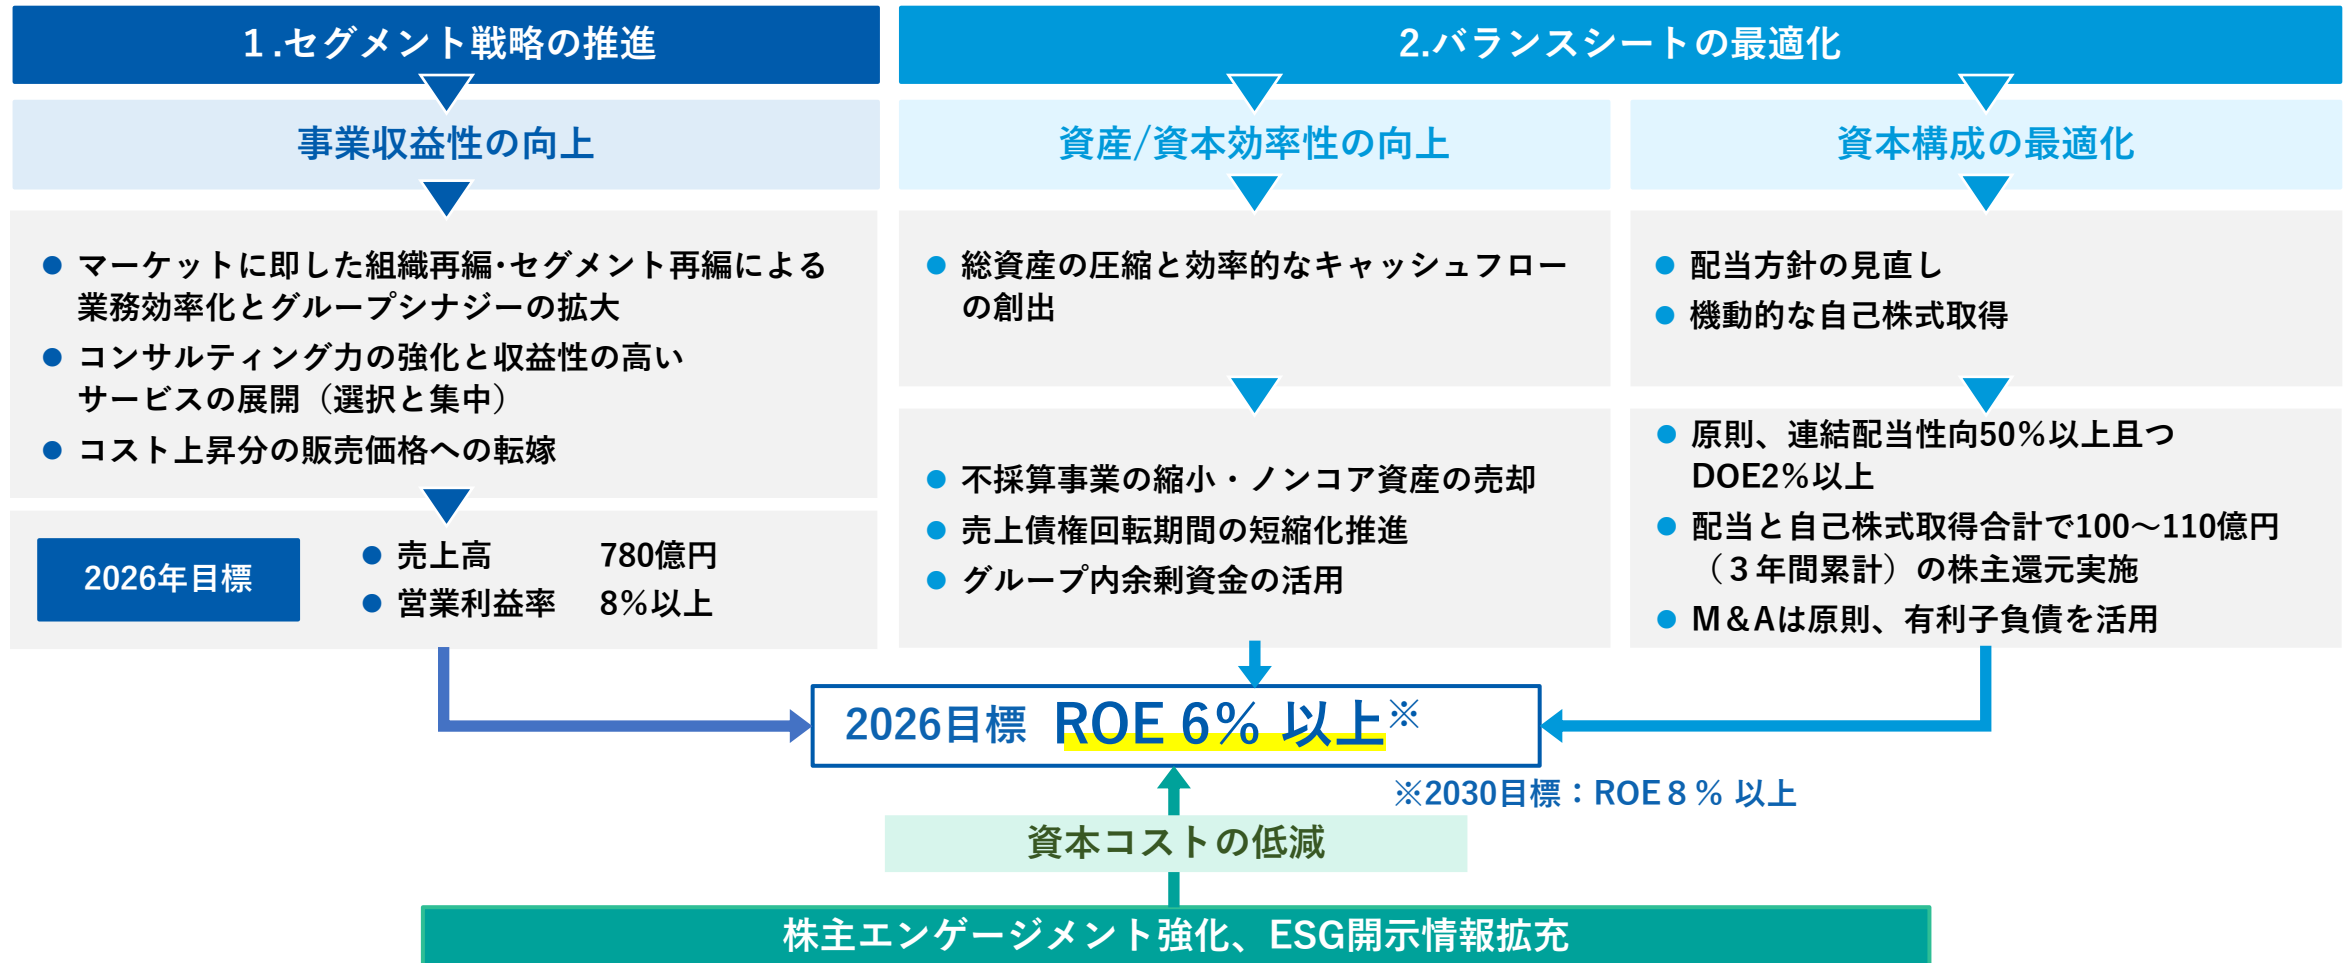 １.セグメント戦略の推進
事業収益性の向上
● マーケットに即した組織再編･セグメント再編による
業務効率化とグループシナジーの拡大
● コンサルティング力の強化と収益性の高い
サービスの展開（選択と集中）
● コスト上昇分の販売価格への転嫁
2026年目標
● 売上高 780億円
● 営業利益率 8％以上
2.バランスシートの最適化
資産/資本効率性の向上
● 総資産の圧縮と効率的なキャッシュフロー
の創出
● 不採算事業の縮小・ノンコア資産の売却
● 売上債権回転期間の短縮化推進
● グループ内余剰資金の活用
資本構成の最適化
● 配当方針の見直し
● 機動的な自己株式取得
● 原則、連結配当性向50％以上且つ
DOE2％以上
● 配当と自己株式取得合計で100～110億円
（３年間累計）の株主還元実施
● M＆Aは原則、有利子負債を活用
2026目標 ROE 6% 以上※
※2030目標：ROE８% 以上
資本コストの低減
株主エンゲージメント強化、ESG開示情報拡充